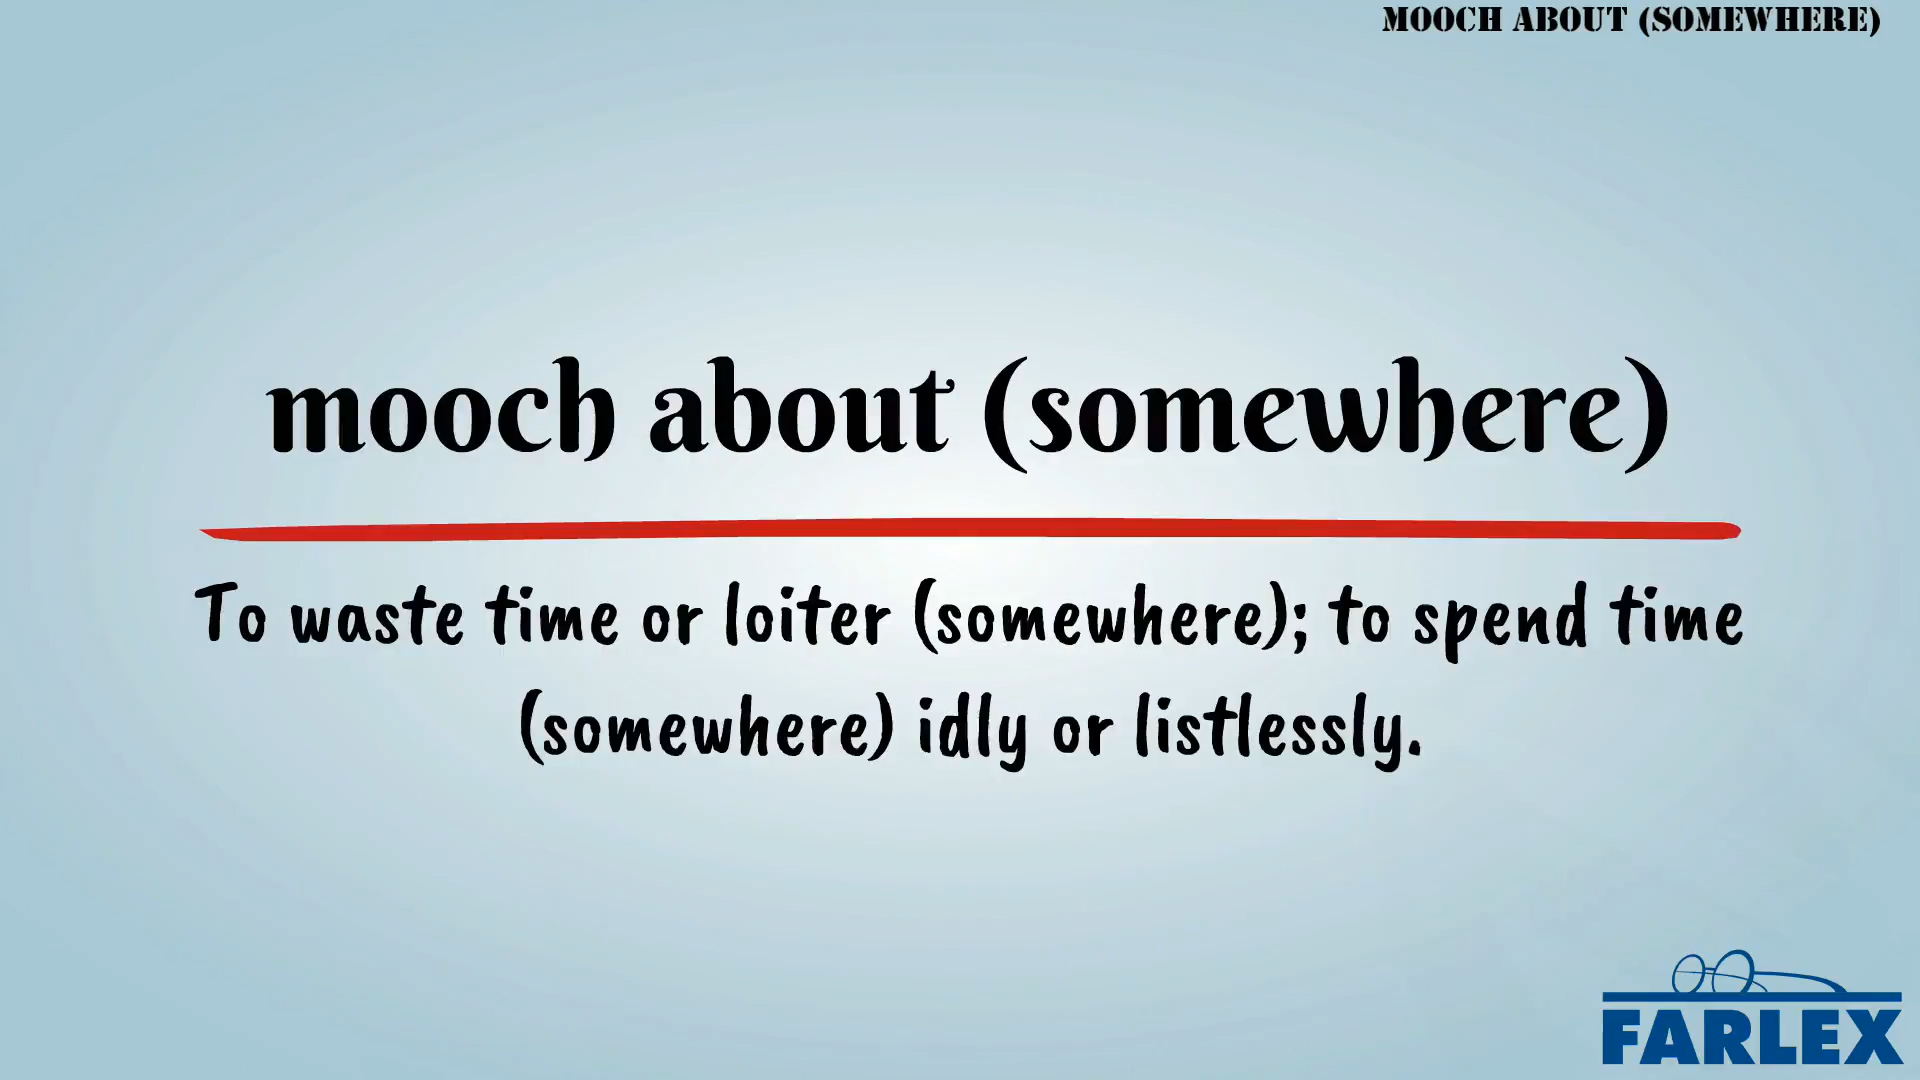 MOOCH ABOUT (SOMEWHERE)
mooch about (somewhere)
To waste time or loiter (somewhere); to spend time
(somewhere) idly or listlessly.
FARLEX